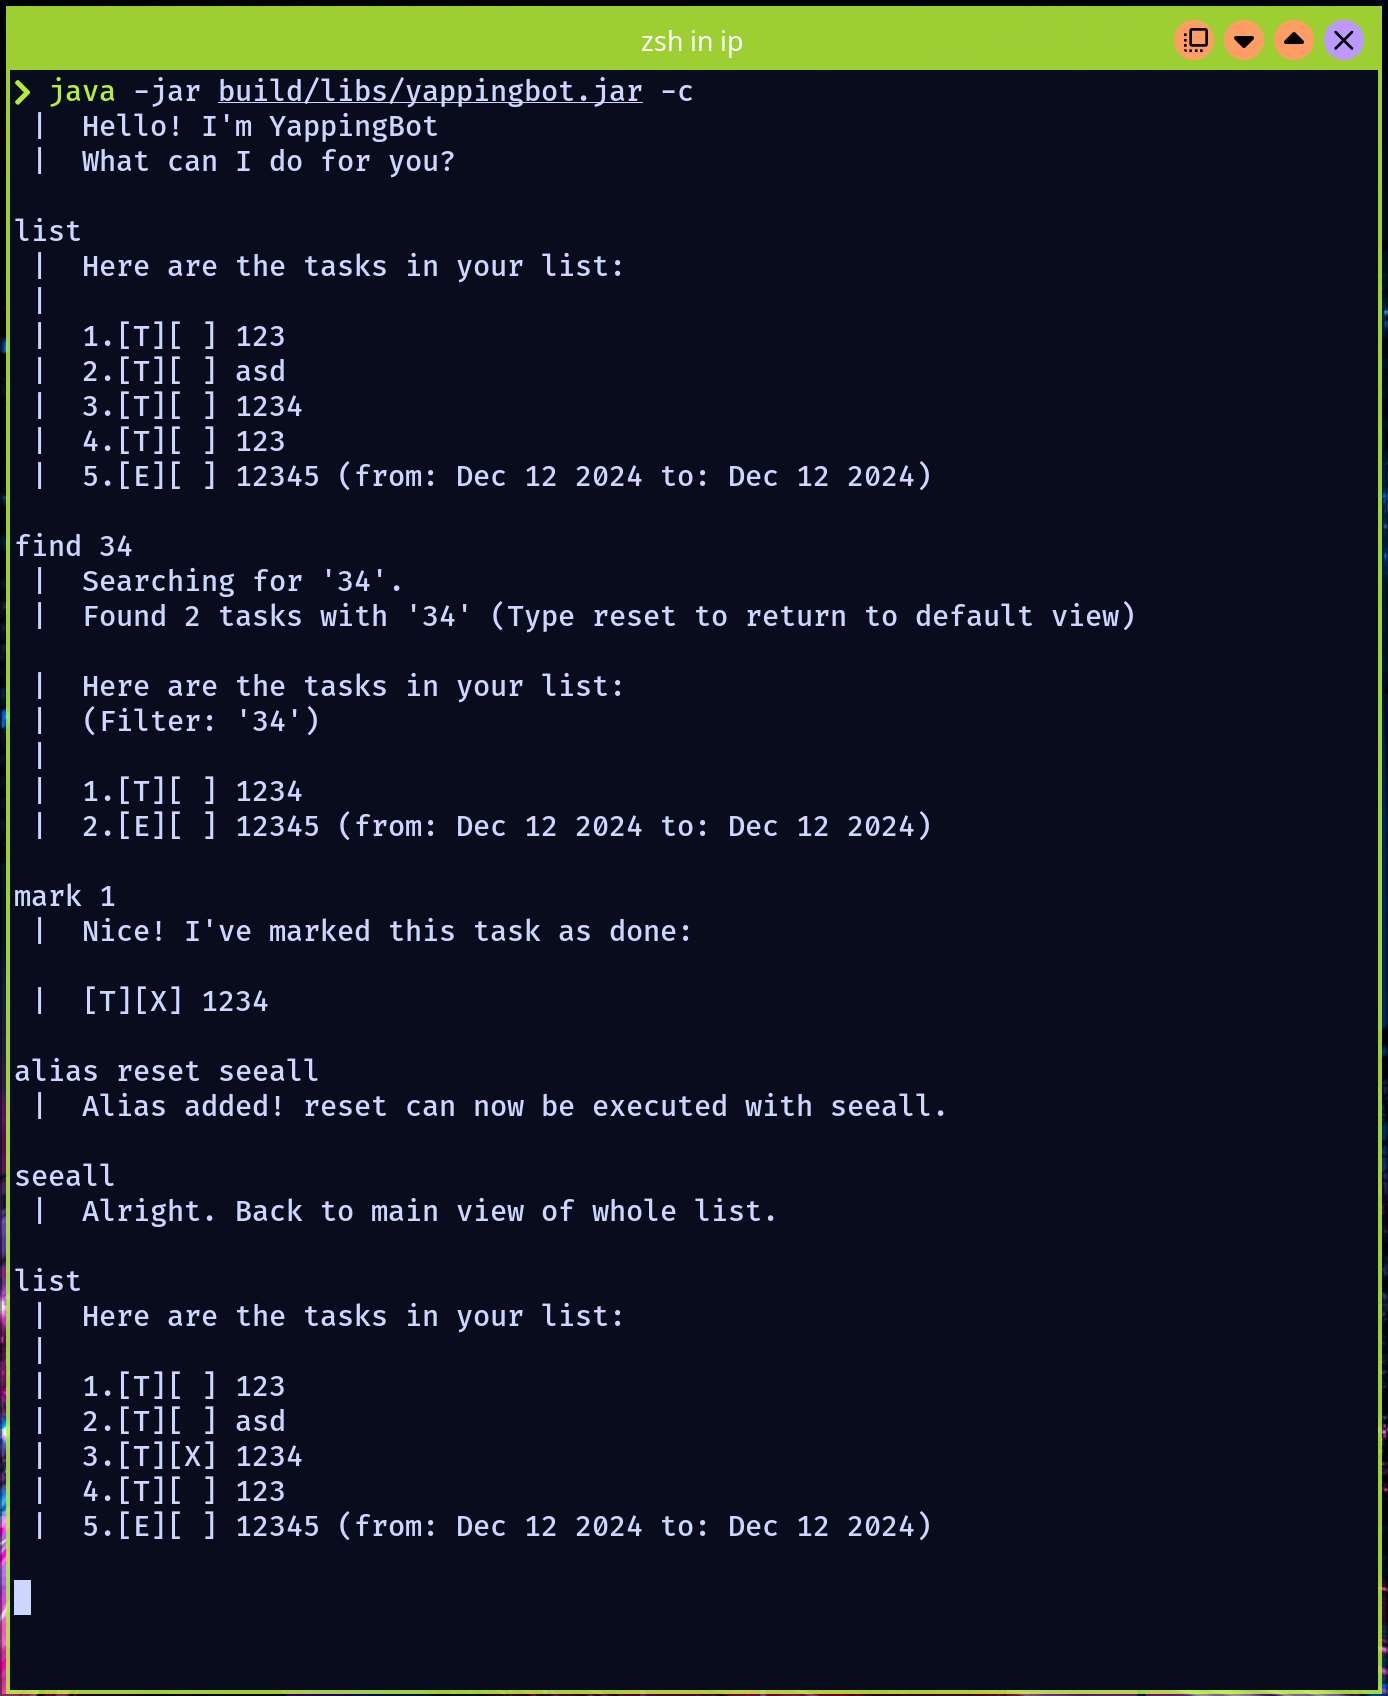 zsh in ip
❯ java -jar build/libs/yappingbot.jar -c
 |  Hello! I'm YappingBot
 |  What can I do for you?

list
 |  Here are the tasks in your list:
 |
 |  1.[T][ ] 123
 |  2.[T][ ] asd
 |  3.[T][ ] 1234
 |  4.[T][ ] 123
 |  5.[E][ ] 12345 (from: Dec 12 2024 to: Dec 12 2024)

find 34
 |  Searching for '34'.
 |  Found 2 tasks with '34' (Type reset to return to default view)

 |  Here are the tasks in your list:
 |  (Filter: '34')
 |
 |  1.[T][ ] 1234
 |  2.[E][ ] 12345 (from: Dec 12 2024 to: Dec 12 2024)

mark 1
 |  Nice! I've marked this task as done:

 |  [T][X] 1234

alias reset seeall
 |  Alias added! reset can now be executed with seeall.

seeall
 |  Alright. Back to main view of whole list.

list
 |  Here are the tasks in your list:
 |
 |  1.[T][ ] 123
 |  2.[T][ ] asd
 |  3.[T][X] 1234
 |  4.[T][ ] 123
 |  5.[E][ ] 12345 (from: Dec 12 2024 to: Dec 12 2024)